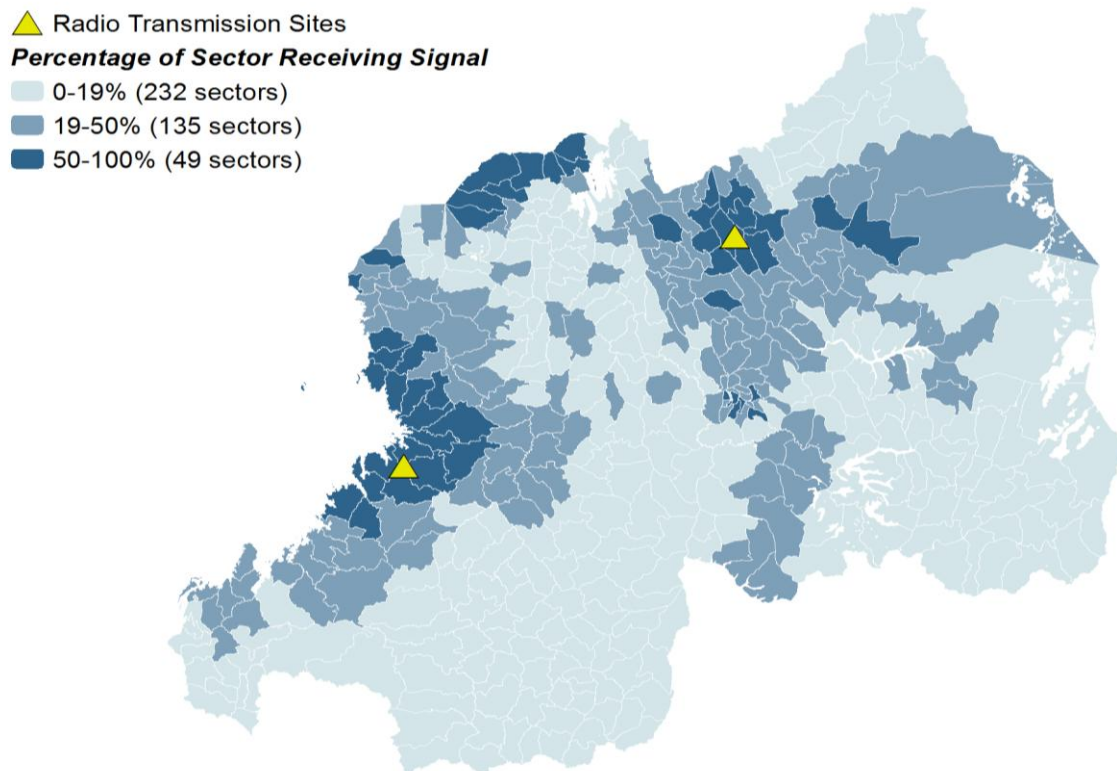 Radio Transmission Sites
Percentage of Sector Receiving Signal
0-19% (232 sectors)
19-50% (135 sectors)
50-100% (49 sectors)